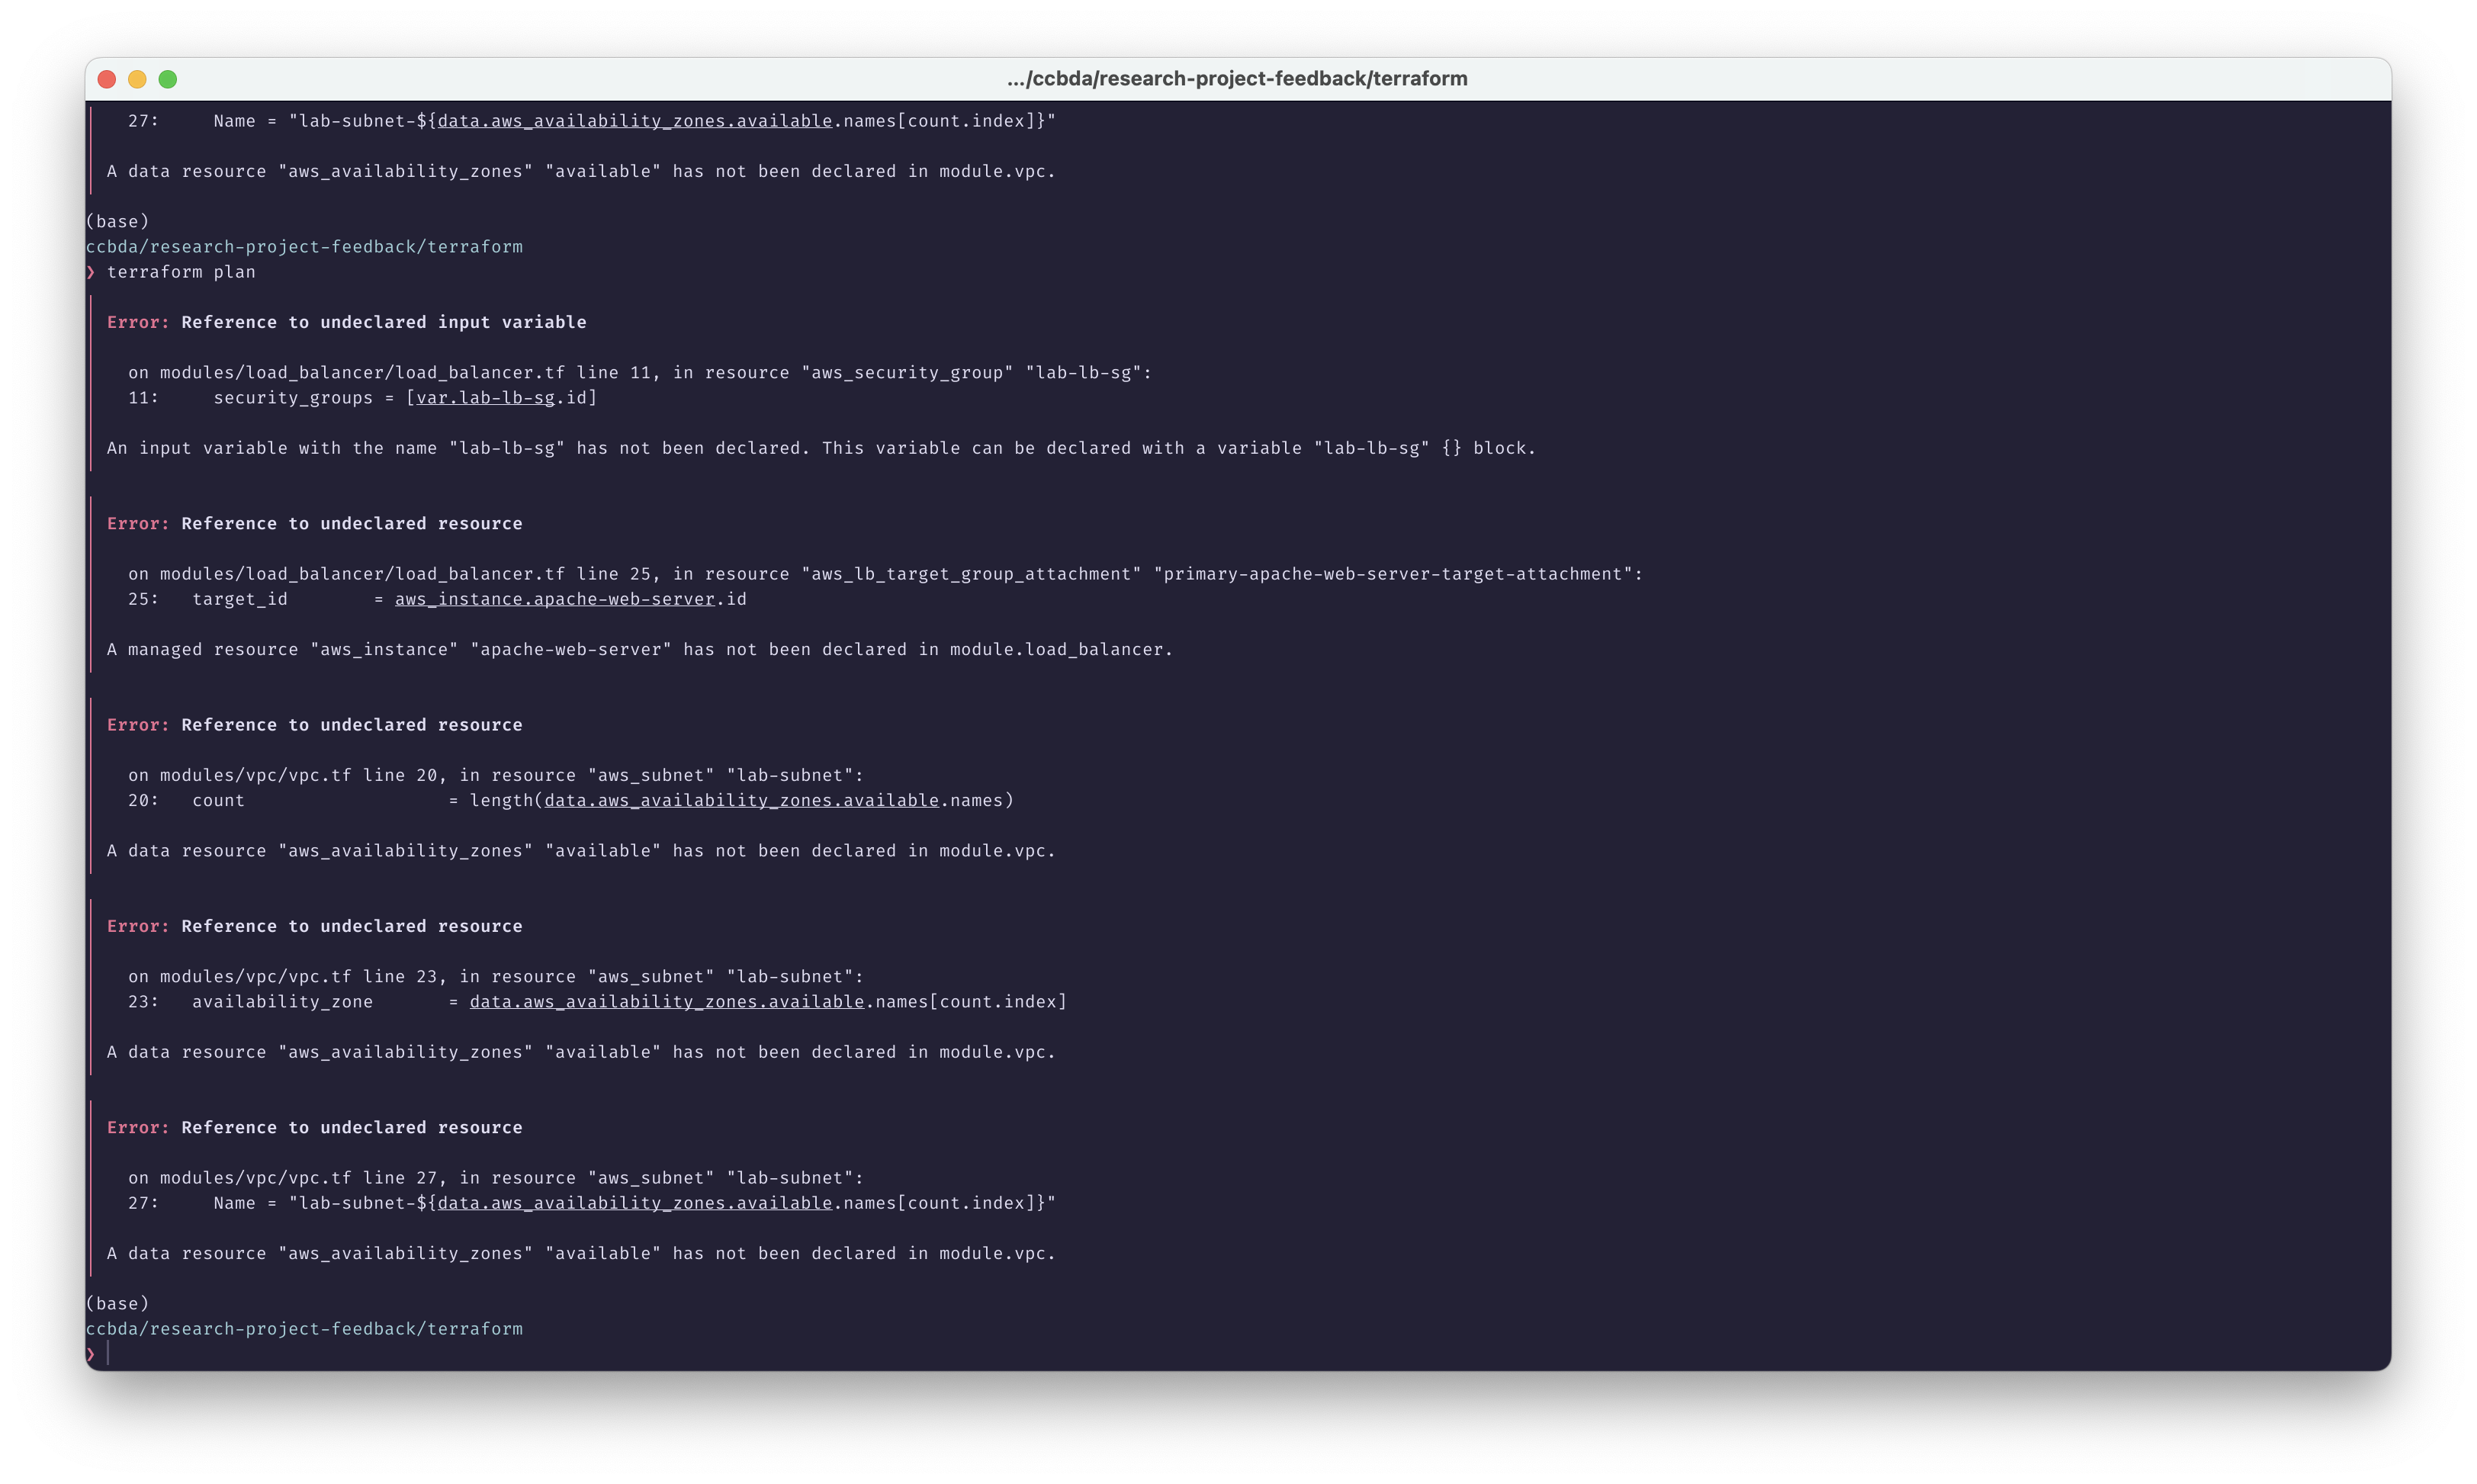 .../ccbda/research-project-feedback/terraform
27:     Name = "lab-subnet-${data.aws_availability_zones.available.names[count.index]}"
A data resource "aws_availability_zones" "available" has not been declared in module.vpc.
(base)
ccbda/research-project-feedback/terraform
❯ terraform plan
Error: Reference to undeclared input variable
on modules/load_balancer/load_balancer.tf line 11, in resource "aws_security_group" "lab-lb-sg":
11:     security_groups = [var.lab-lb-sg.id]
An input variable with the name "lab-lb-sg" has not been declared. This variable can be declared with a variable "lab-lb-sg" {} block.
Error: Reference to undeclared resource
on modules/load_balancer/load_balancer.tf line 25, in resource "aws_lb_target_group_attachment" "primary-apache-web-server-target-attachment":
25:   target_id        = aws_instance.apache-web-server.id
A managed resource "aws_instance" "apache-web-server" has not been declared in module.load_balancer.
Error: Reference to undeclared resource
on modules/vpc/vpc.tf line 20, in resource "aws_subnet" "lab-subnet":
20:   count                   = length(data.aws_availability_zones.available.names)
A data resource "aws_availability_zones" "available" has not been declared in module.vpc.
Error: Reference to undeclared resource
on modules/vpc/vpc.tf line 23, in resource "aws_subnet" "lab-subnet":
23:   availability_zone       = data.aws_availability_zones.available.names[count.index]
A data resource "aws_availability_zones" "available" has not been declared in module.vpc.
Error: Reference to undeclared resource
on modules/vpc/vpc.tf line 27, in resource "aws_subnet" "lab-subnet":
27:     Name = "lab-subnet-${data.aws_availability_zones.available.names[count.index]}"
A data resource "aws_availability_zones" "available" has not been declared in module.vpc.
(base)
ccbda/research-project-feedback/terraform
❯